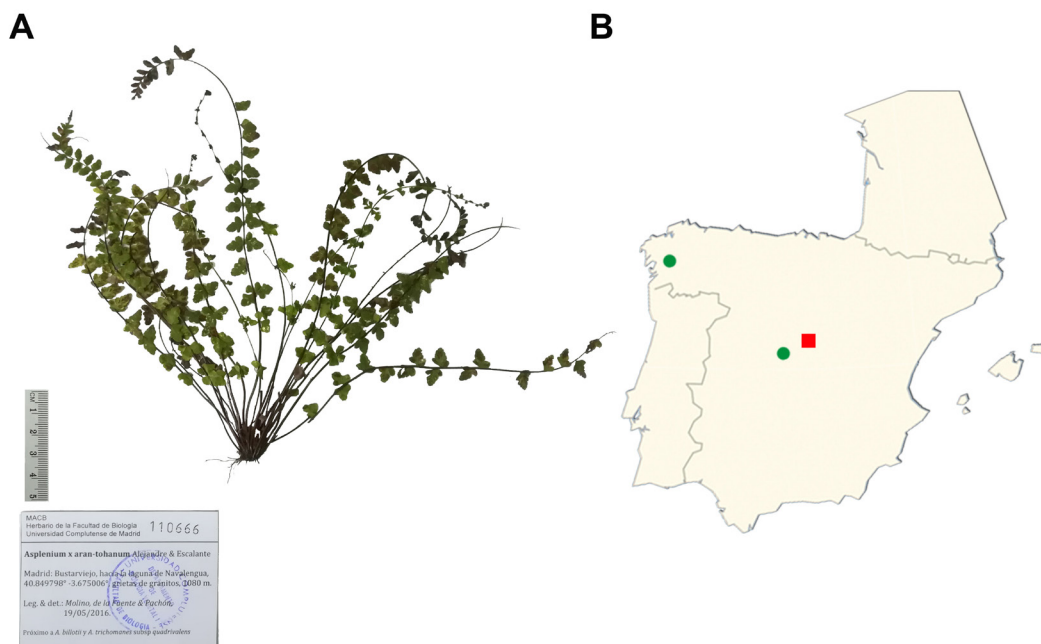 A
B
CM
1
2
3
4
5
MACB
Herbario de la Facultad de Biología
Universidad Complutense de Madrid
110666
Asplenium x aran-tohanum Alejandre & Escalante
Madrid: Bustarviejo, hacia la laguna de Navalengua,
40.849798° -3.675006°, grietas de granitos, 1080 m.
Leg. & det.: Molino, de la Fuente & Pachón,
19/05/2016.
Próximo a A. billotii y A. trichomanes subsp quadrivalens